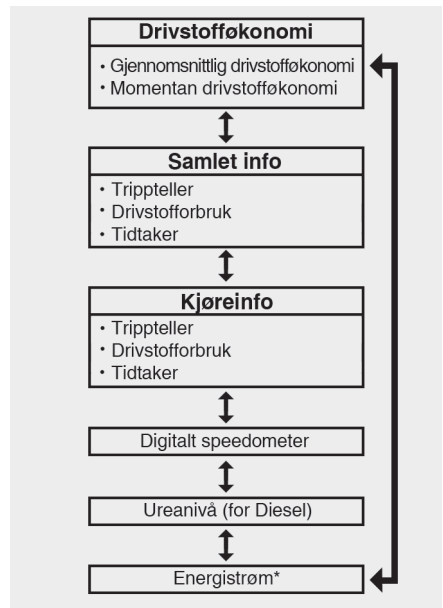 Drivstofføkonomi
• Gjennomsnittlig drivstofføkonomi
• Momentan drivstofføkonomi
Samlet info
• Trippteller
• Drivstofforbruk
• Tidtaker
Kjøreinfo
• Trippteller
• Drivstofforbruk
• Tidtaker
Digitalt speedometer
Ureanivå (for Diesel)
Energistrøm*